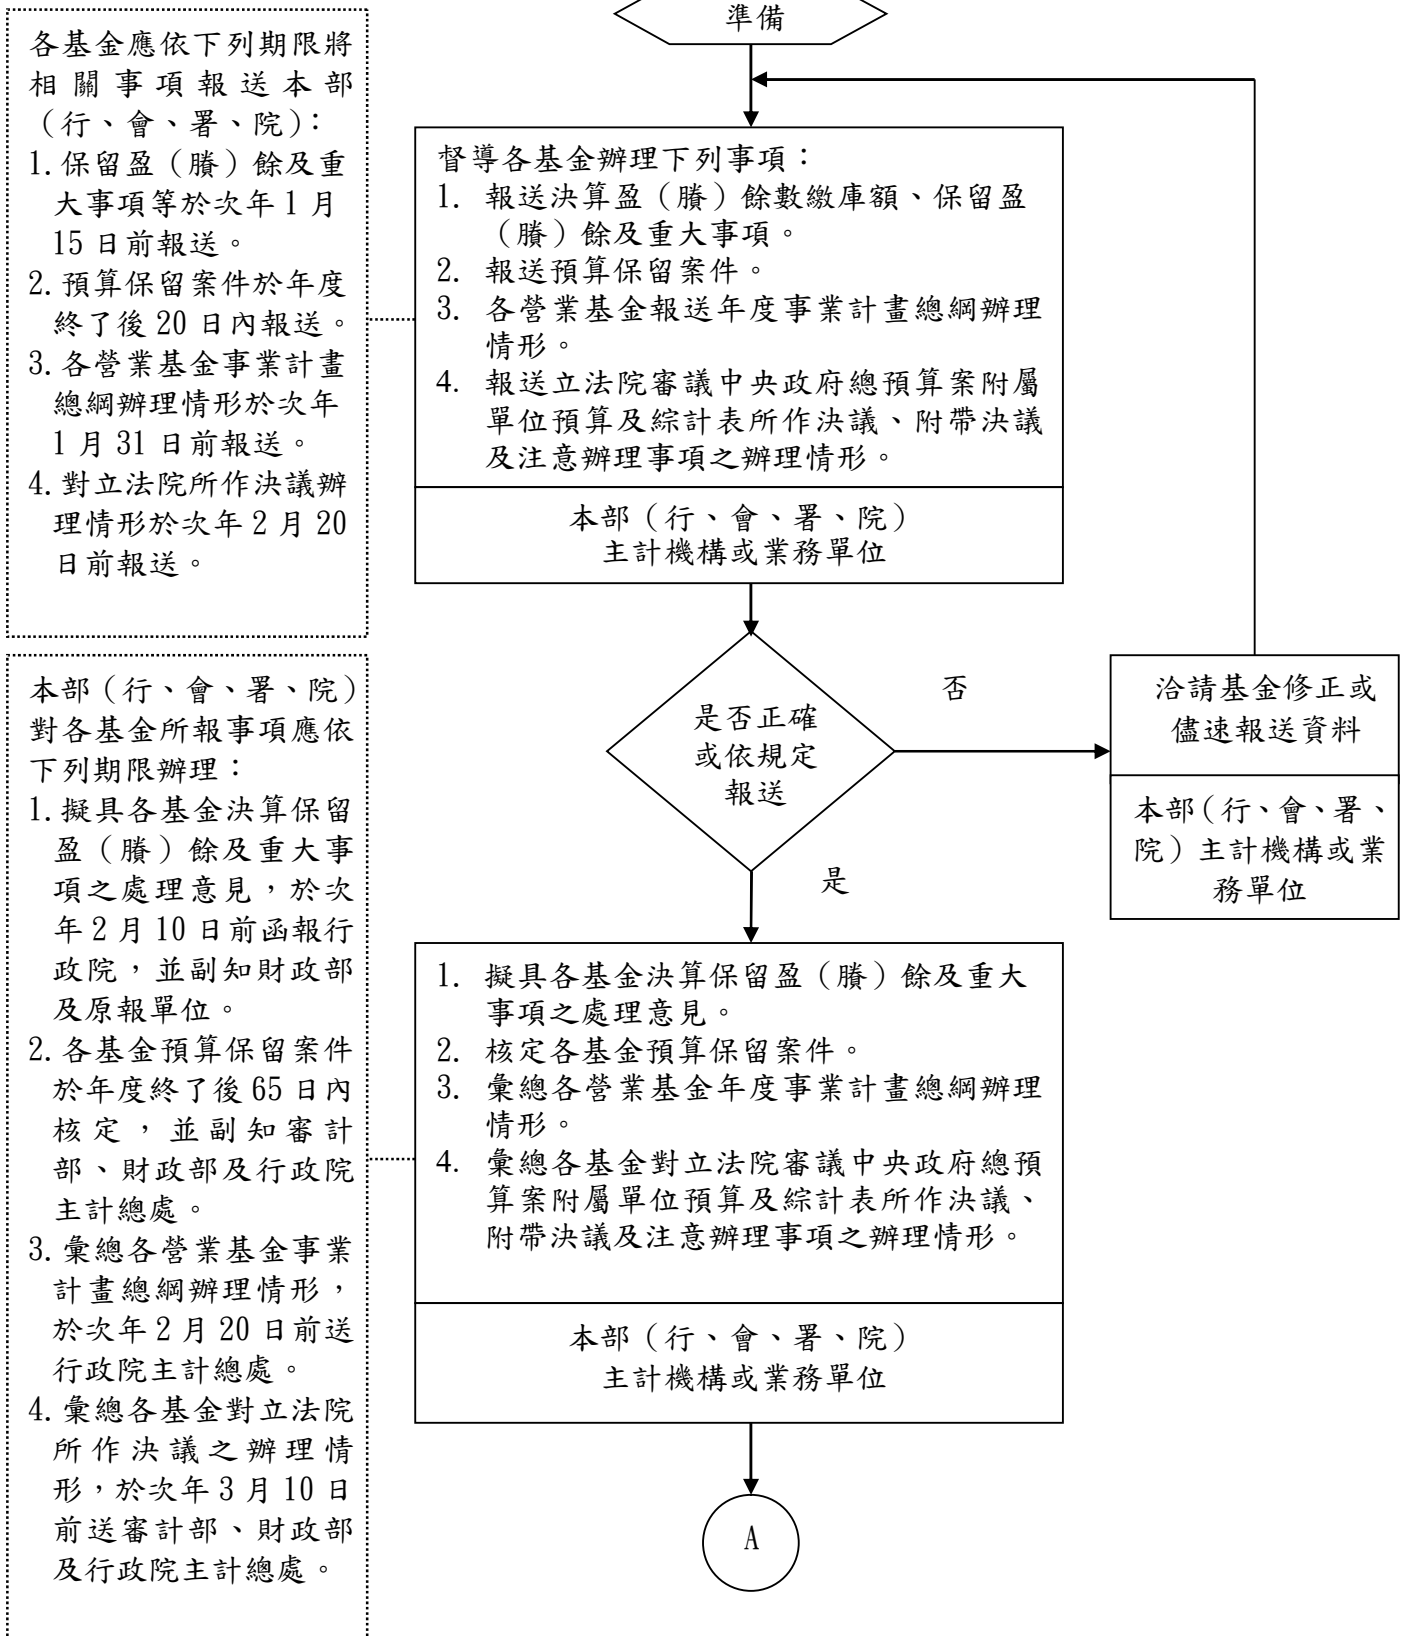 準備
各基金應依下列期限將
相關事項報送本部
（行、會、署、院）：
1.保留盈（賸）餘及重
大事項等於次年 1 月
15 日前報送。
2.預算保留案件於年度
終了後 20 日內報送。
3.各營業基金事業計畫
總綱辦理情形於次年
1 月 31 日前報送。
4.對立法院所作決議辦
理情形於次年 2 月 20
日前報送。
督導各基金辦理下列事項：
1. 報送決算盈（賸）餘數繳庫額、保留盈
（賸）餘及重大事項。
2. 報送預算保留案件。
3. 各營業基金報送年度事業計畫總綱辦理
情形。
4. 報送立法院審議中央政府總預算案附屬
單位預算及綜計表所作決議、附帶決議
及注意辦理事項之辦理情形。
本部（行、會、署、院）
主計機構或業務單位
是否正確
或依規定
報送
否
是
洽請基金修正或
儘速報送資料
本部（行、會、署、
院）主計機構或業
務單位
本部（行、會、署、院）
對各基金所報事項應依
下列期限辦理：
1.擬具各基金決算保留
盈（賸）餘及重大事
項之處理意見，於次
年 2 月 10 日前函報行
政院，並副知財政部
及原報單位。
2.各基金預算保留案件
於年度終了後 65 日內
核定，並副知審計
部、財政部及行政院
主計總處。
3.彙總各營業基金事業
計畫總綱辦理情形，
於次年 2 月 20 日前送
行政院主計總處。
4.彙總各基金對立法院
所作決議之辦理情
形，於次年 3 月 10 日
前送審計部、財政部
及行政院主計總處。
1. 擬具各基金決算保留盈（賸）餘及重大
事項之處理意見。
2. 核定各基金預算保留案件。
3. 彙總各營業基金年度事業計畫總綱辦理
情形。
4. 彙總各基金對立法院審議中央政府總預
算案附屬單位預算及綜計表所作決議、
附帶決議及注意辦理事項之辦理情形。
本部（行、會、署、院）
主計機構或業務單位
A